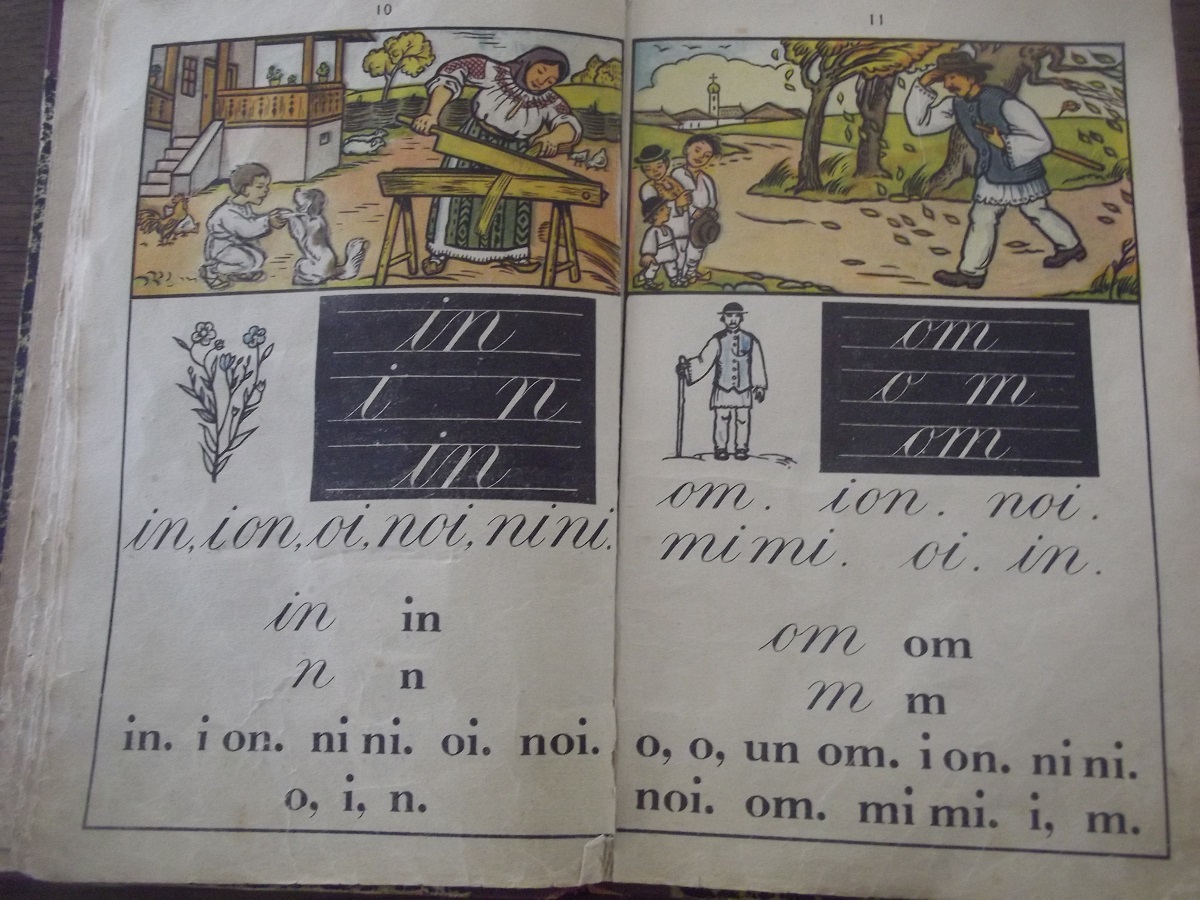 10
in
i n
in
in, ion, oi, noi, nini.
in in
n n
in. i on. ni ni. oi. noi.
o, i, n.
11
om
o m
om
om. ion. noi.
mimi. oi. in.
om om
m m
o, o, un om. i on. ni ni.
noi. om. mi mi. i, m.